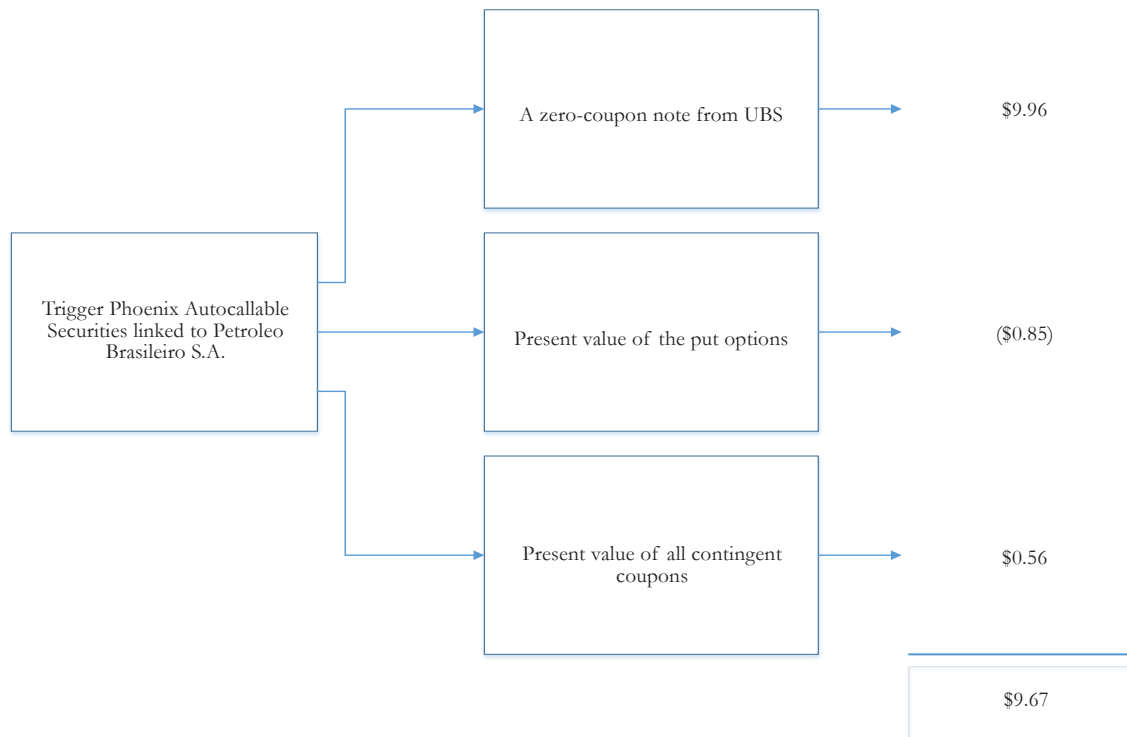 A zero-coupon note from UBS
$9.96
Trigger Phoenix Autocallable
Securities linked to Petroleo
Brasileiro S.A.
Present value of the put options
($0.85)
Present value of all contingent
coupons
$0.56
$9.67